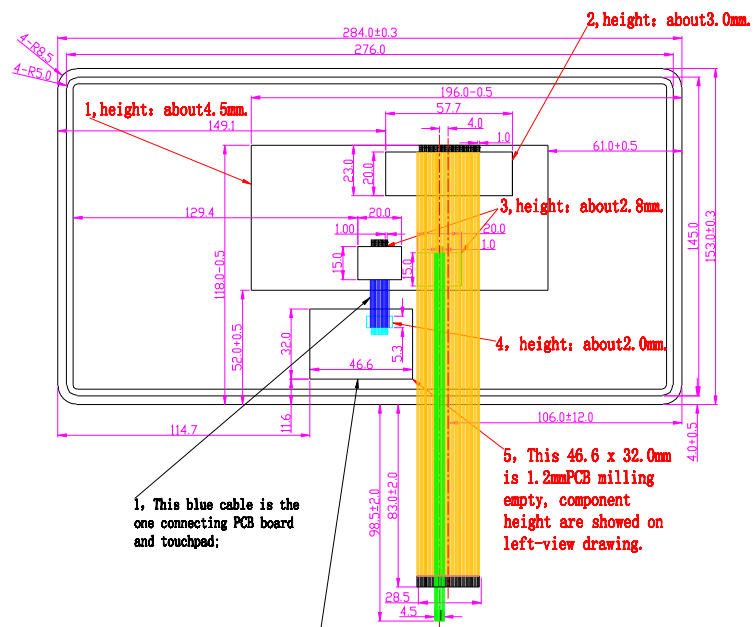 2, height: about3.0mm.
284.0±0.3
4-R8.5
276.0
4-R5.0
196.0-0.5
1, height: about4.5mm.
57.7
149.1
4.0
1.0
61.0+0.5
23.0
20.0
3, height: about2.8mm.
129.4
20.0
1.00
20.0
1.0
15.0
15.0
118.0-0.5
145.0
153.0±0.3
52.0+0.5
32.0
5.3
4, height: about2.0mm.
46.6
11.6
114.7
106.0±12.0
4.0+0.5
5, This 46.6 x 32.0mm
is 1.2mmPCB milling
empty, component
height are showed on
left-view drawing.
1, This blue cable is the
one connecting PCB board
and touchpad;
98.5±2.0
83.0±2.0
28.5
4.5